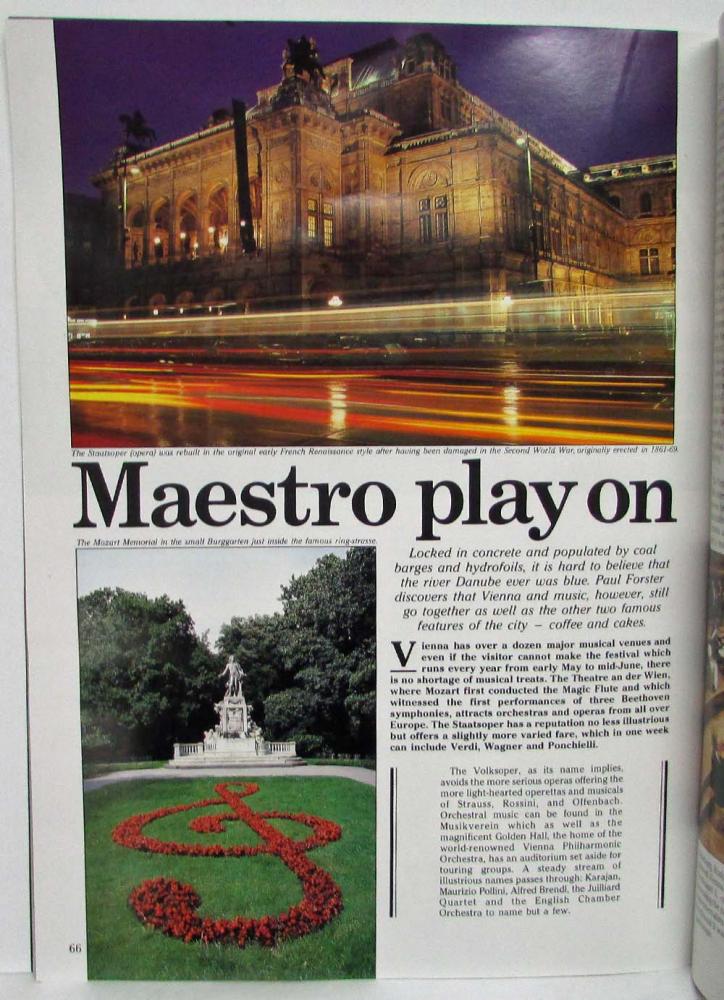 The Staatsoper (opera) was rebuilt in the original early French Renaissance style after having been damaged in the Second World War, originally erected in 1861-69.
Maestro play on
The Mozart Memorial in the small Burggarten just inside the famous ring-strasse.
Locked in concrete and populated by coal
barges and hydrofoils, it is hard to believe that
the river Danube ever was blue. Paul Forster
discovers that Vienna and music, however, still
go together as well as the other two famous
features of the city – coffee and cakes.
Vienna has over a dozen major musical venues and
even if the visitor cannot make the festival which
runs every year from early May to mid-June, there
is no shortage of musical treats. The Theatre an der Wien,
where Mozart first conducted the Magic Flute and which
witnessed the first performances of three Beethoven
symphonies, attracts orchestras and operas from all over
Europe. The Staatsoper has a reputation no less illustrious
but offers a slightly more varied fare, which in one week
can include Verdi, Wagner and Ponchielli.
The Volksoper, as its name implies,
avoids the more serious operas offering the
more light-hearted operettas and musicals
of Strauss, Rossini, and Offenbach.
Orchestral music can be found in the
Musikverein which as well as the
magnificent Golden Hall, the home of the
world-renowned Vienna Philharmonic
Orchestra, has an auditorium set aside for
touring groups. A steady stream of
illustrious names passes through: Karajan,
Maurizio Pollini, Alfred Brendl, the Juilliard
Quartet and the English Chamber
Orchestra to name but a few.
66